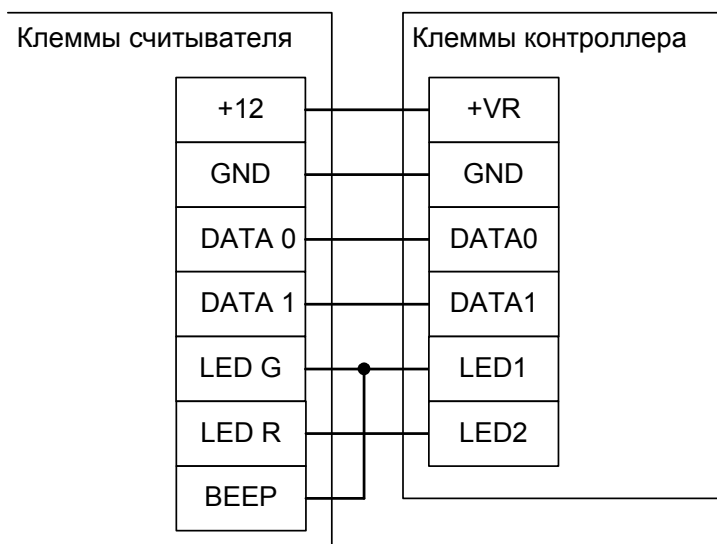 Клеммы считывателя
Клеммы контроллера
+12
+VR
GND
GND
DATA 0
DATA0
DATA 1
DATA1
LED G
LED1
LED R
LED2
BEEP